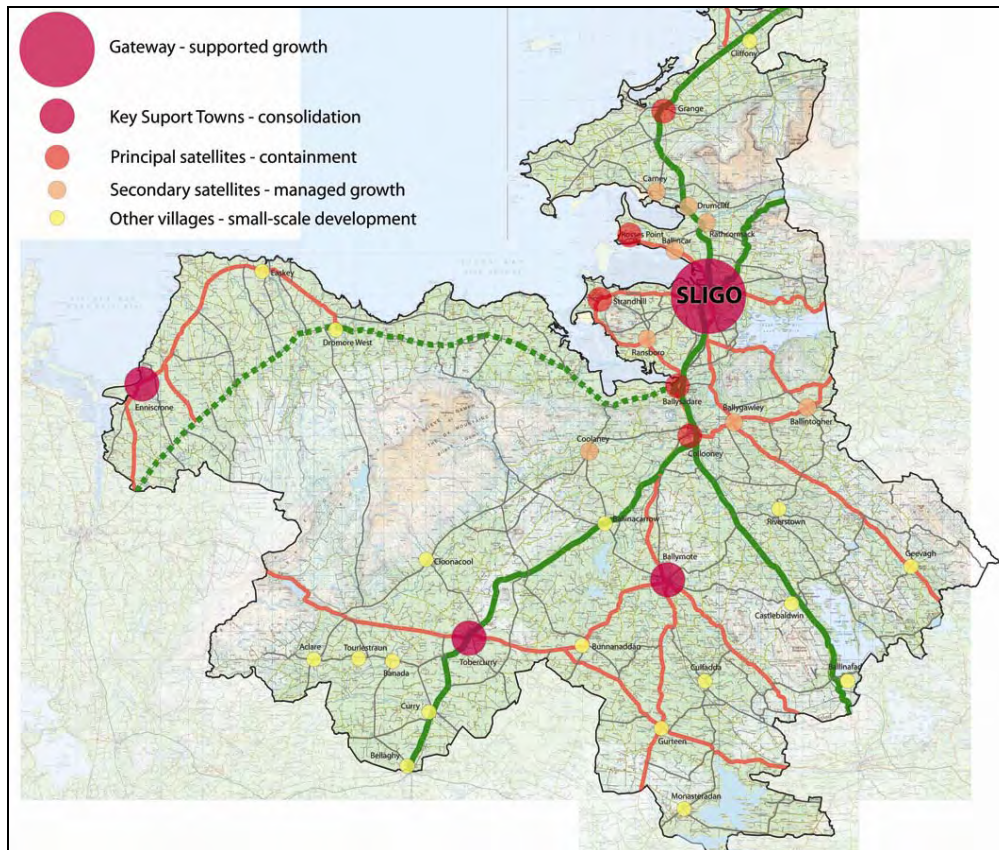 Gateway - supported growth
Key Suport Towns - consolidation
Principal satellites - containment
Secondary satellites - managed growth
Other villages - small-scale development
Cliffony
Grange
Carney
Drumcliff
Rathcormack
Rosses Point
Ballincar
SLIGO
Strandhill
Ransboro
Easkey
Dromore West
Enniscrone
Ballysadare
Ballygawley
Ballintogher
Collooney
Coolaney
Riverstown
Ballinacarrow
Geevagh
Cloonacool
Ballymote
Castlebaldwin
Tobercurry
Bunnanaddan
Aclare
Tourlestraun
Banada
Culfadda
Ballinafad
Curry
Gurteen
Bellaghy
Monasteradan